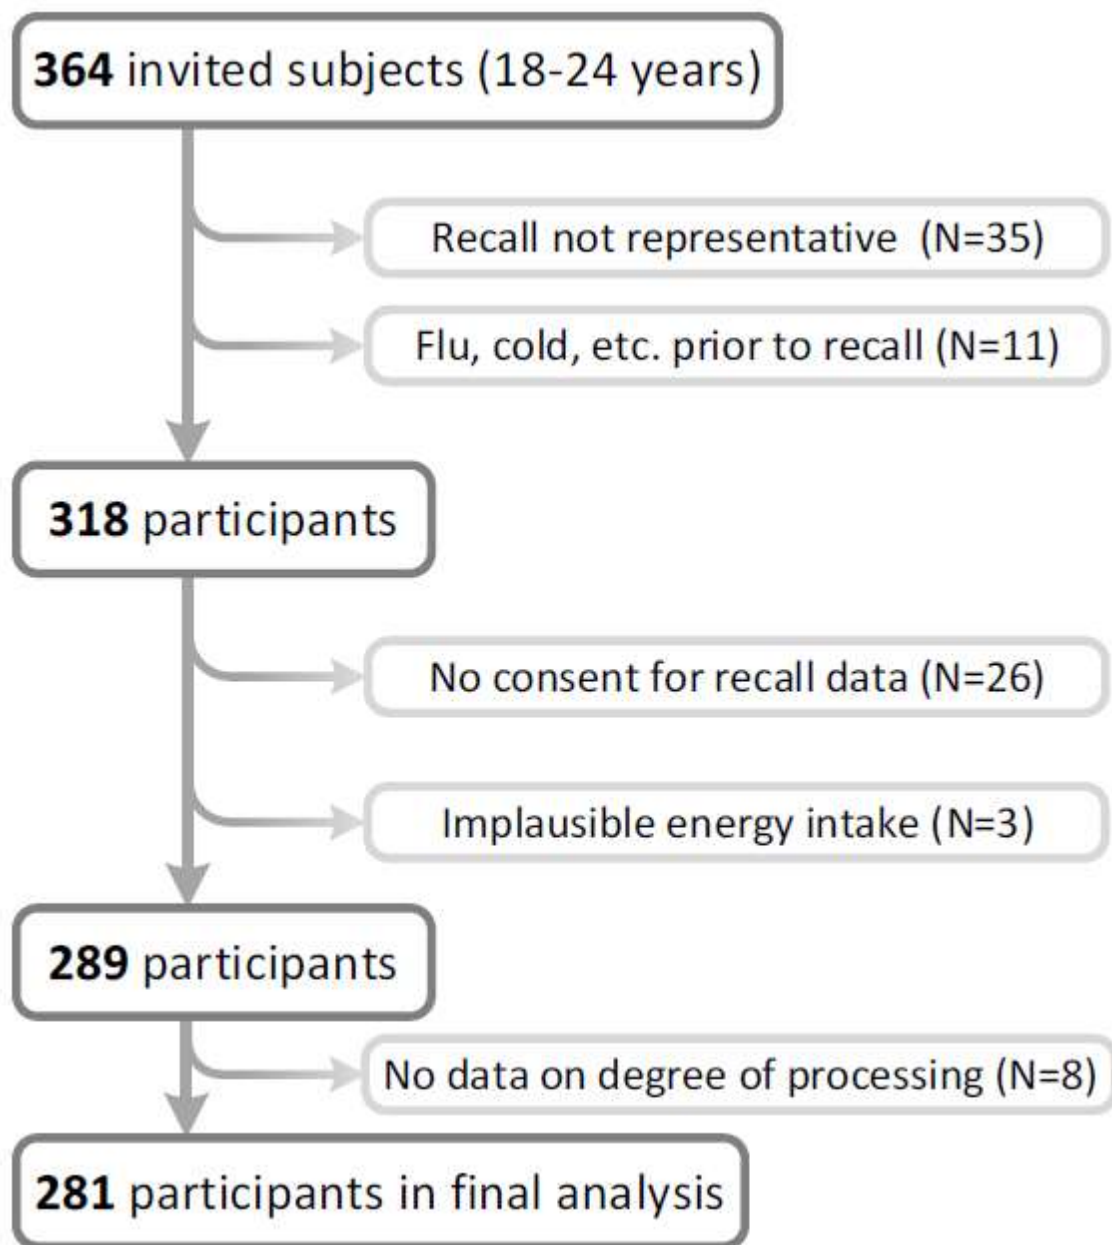 364 invited subjects (18-24 years)
Recall not representative (N=35)
Flu, cold, etc. prior to recall (N=11)
318 participants
No consent for recall data (N=26)
Implausible energy intake (N=3)
289 participants
No data on degree of processing (N=8)
281 participants in final analysis